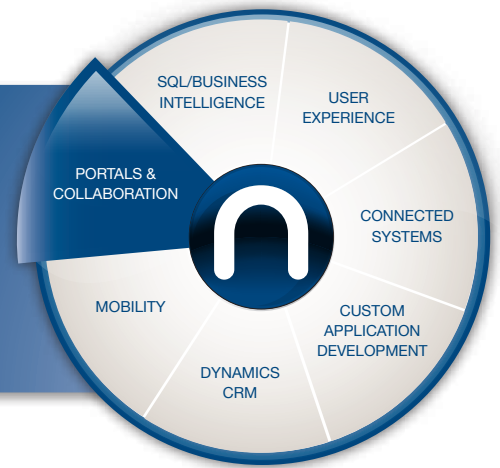 SQL/BUSINESS
INTELLIGENCE
USER
EXPERIENCE
PORTALS &
COLLABORATION
CONNECTED
SYSTEMS
MOBILITY
CUSTOM
APPLICATION
DEVELOPMENT
DYNAMICS
CRM
n